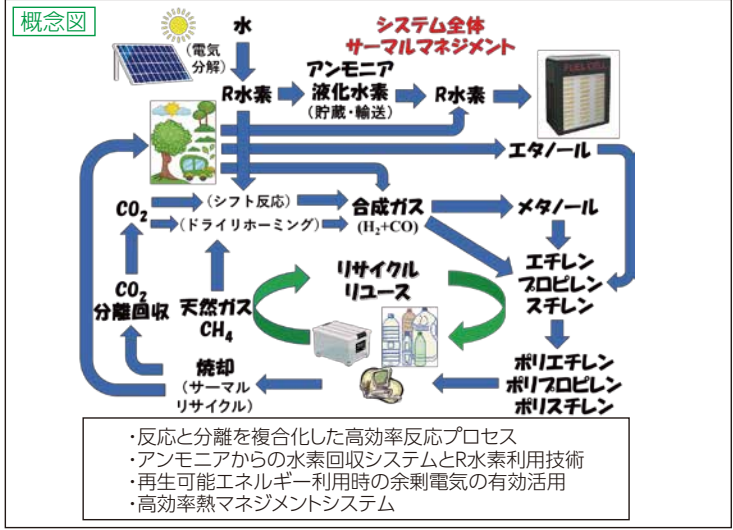 概念図
システム全体
サーマルマネジメント
水
(電気
分解)
R水素
アンモニア
液化水素
(貯蔵・輸送)
R水素
FUEL CELL
エタノール
CO2
(シフト反応)
(ドライリホーミング)
合成ガス
(H2+CO)
メタノール
エチレン
プロピレン
スチレン
CO2
分離回収
天然ガス
CH4
リサイクル
リユース
焼却
(サーマル
リサイクル)
ポリエチレン
ポリプロピレン
ポリスチレン
・反応と分離を複合化した高効率反応プロセス
・アンモニアからの水素回収システムとR水素利用技術
・再生可能エネルギー利用時の余剰電気の有効活用
・高効率熱マネジメントシステム